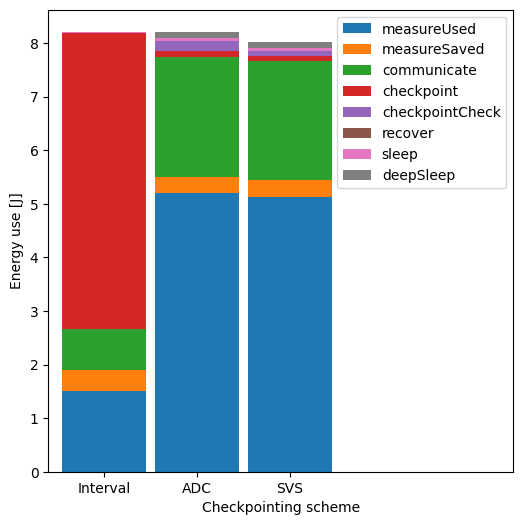 8
7
6
5
4
3
2
1
0
Energy use [J]
measureUsed
measureSaved
communicate
checkpoint
checkpointCheck
recover
sleep
deepSleep
Interval
ADC
SVS
Checkpointing scheme